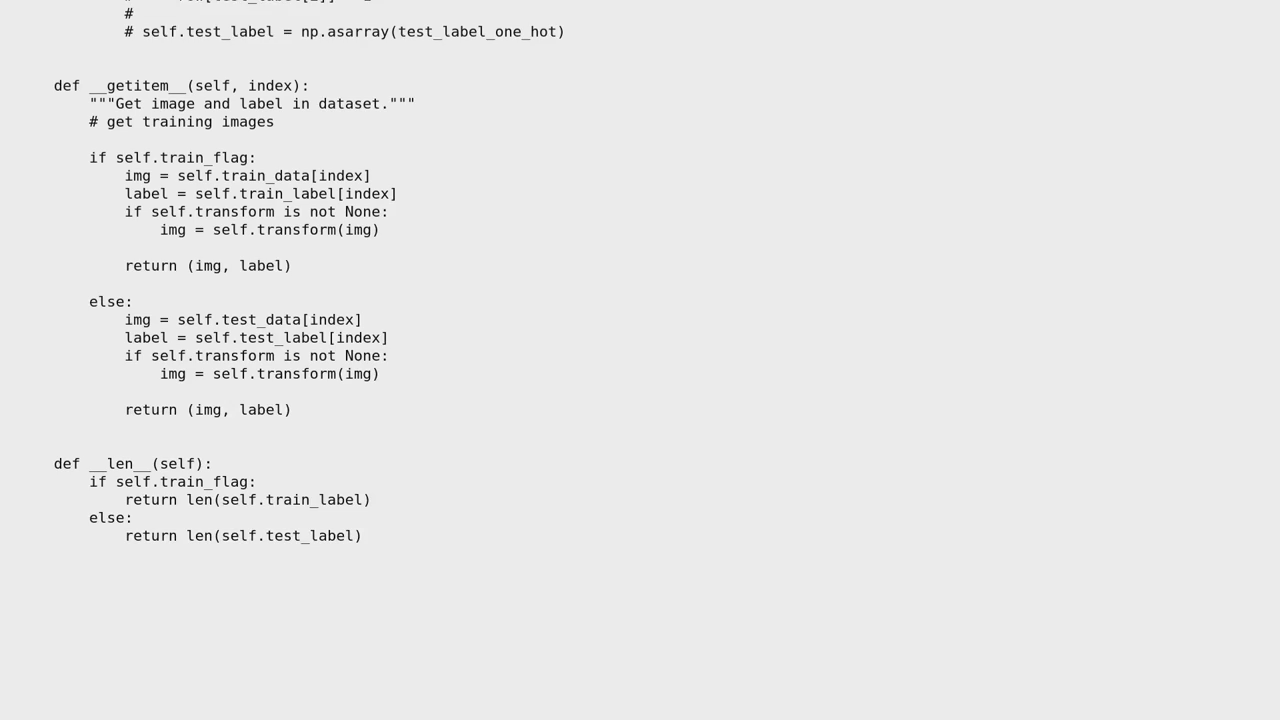 #
# self.test_label = np.asarray(test_label_one_hot)
def __getitem__(self, index):
"""Get image and label in dataset."""
# get training images
if self.train_flag:
img = self.train_data[index]
label = self.train_label[index]
if self.transform is not None:
img = self.transform(img)
return (img, label)
else:
img = self.test_data[index]
label = self.test_label[index]
if self.transform is not None:
img = self.transform(img)
return (img, label)
def __len__(self):
if self.train_flag:
return len(self.train_label)
else:
return len(self.test_label)